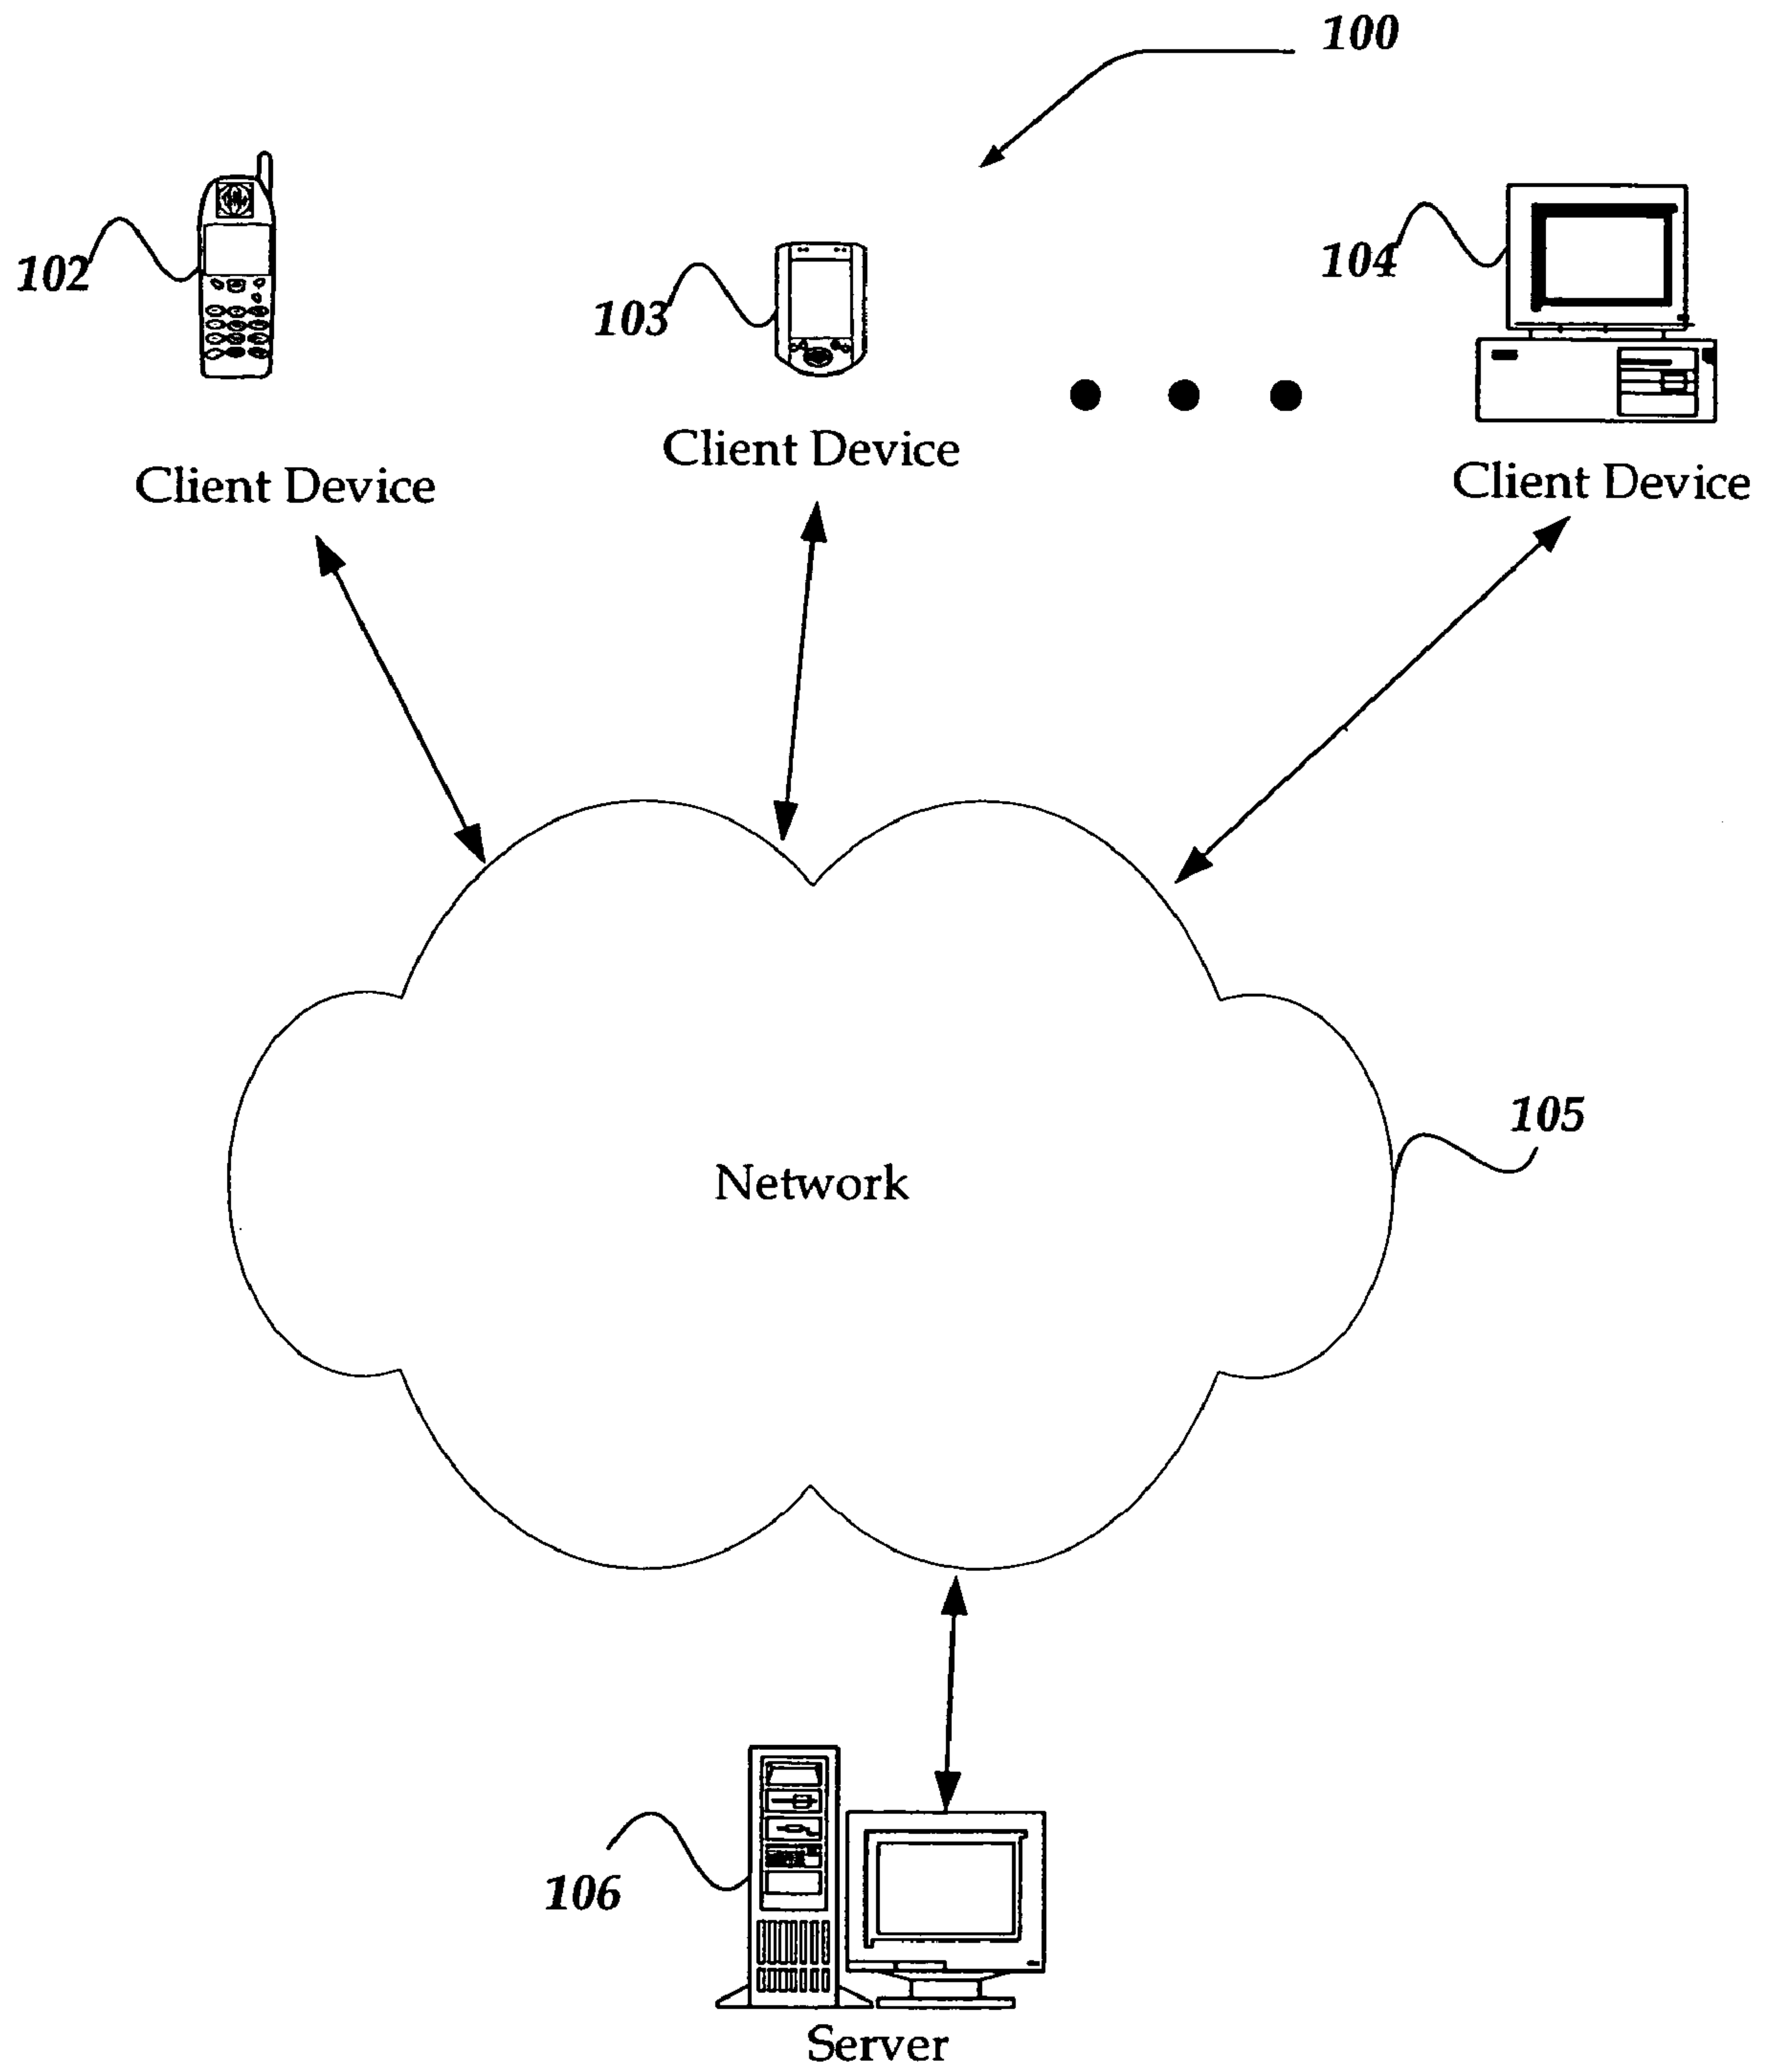 100
102
103
104
Client Device
Client Device
Client Device
105
Network
106
Server